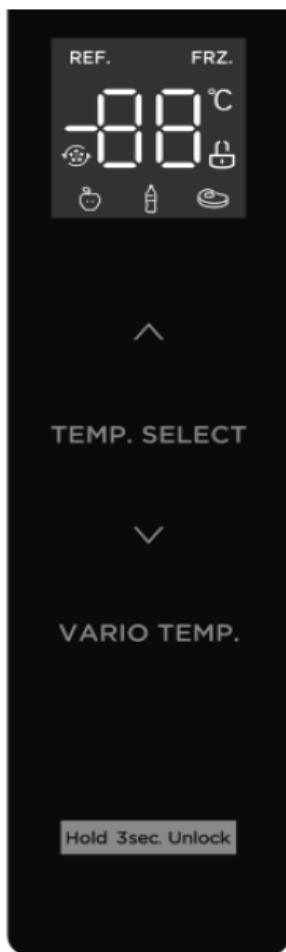 REF. FRZ.
-88°C
TEMP. SELECT
VARIO TEMP.
Hold 3sec. Unlock